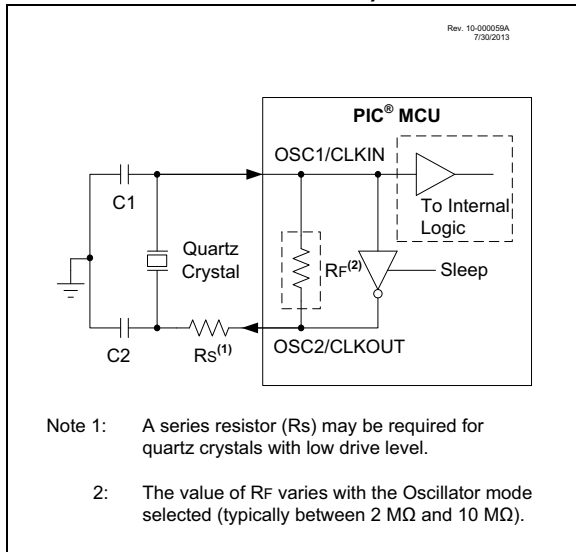 Rev. 10-000059A
7/30/2013
PIC® MCU
OSC1/CLKIN
C1
To Internal
Logic
Quartz
Crystal
RF(2)
Sleep
C2
RS(1)
OSC2/CLKOUT
Note 1: A series resistor (Rs) may be required for
quartz crystals with low drive level.
2: The value of RF varies with the Oscillator mode
selected (typically between 2 MΩ and 10 MΩ).